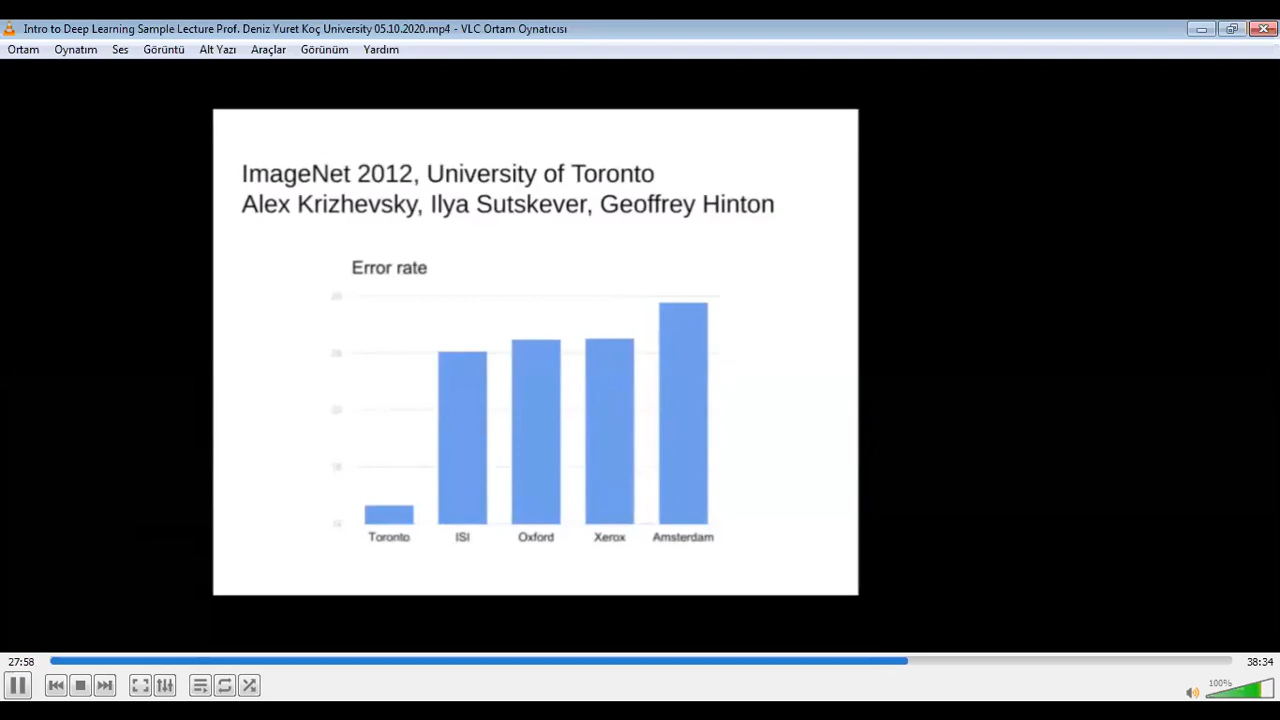 Intro to Deep Learning Sample Lecture Prof. Deniz Yuret Koç University 05.10.2020.mp4 - VLC Ortam Oynatıcısı
Ortam Oynatım Ses Görüntü Alt Yazı Araçlar Görünüm Yardım
ImageNet 2012, University of Toronto
Alex Krizhevsky, Ilya Sutskever, Geoffrey Hinton
Error rate
Toronto ISI Oxford Xerox Amsterdam
27:58 38:34
100%